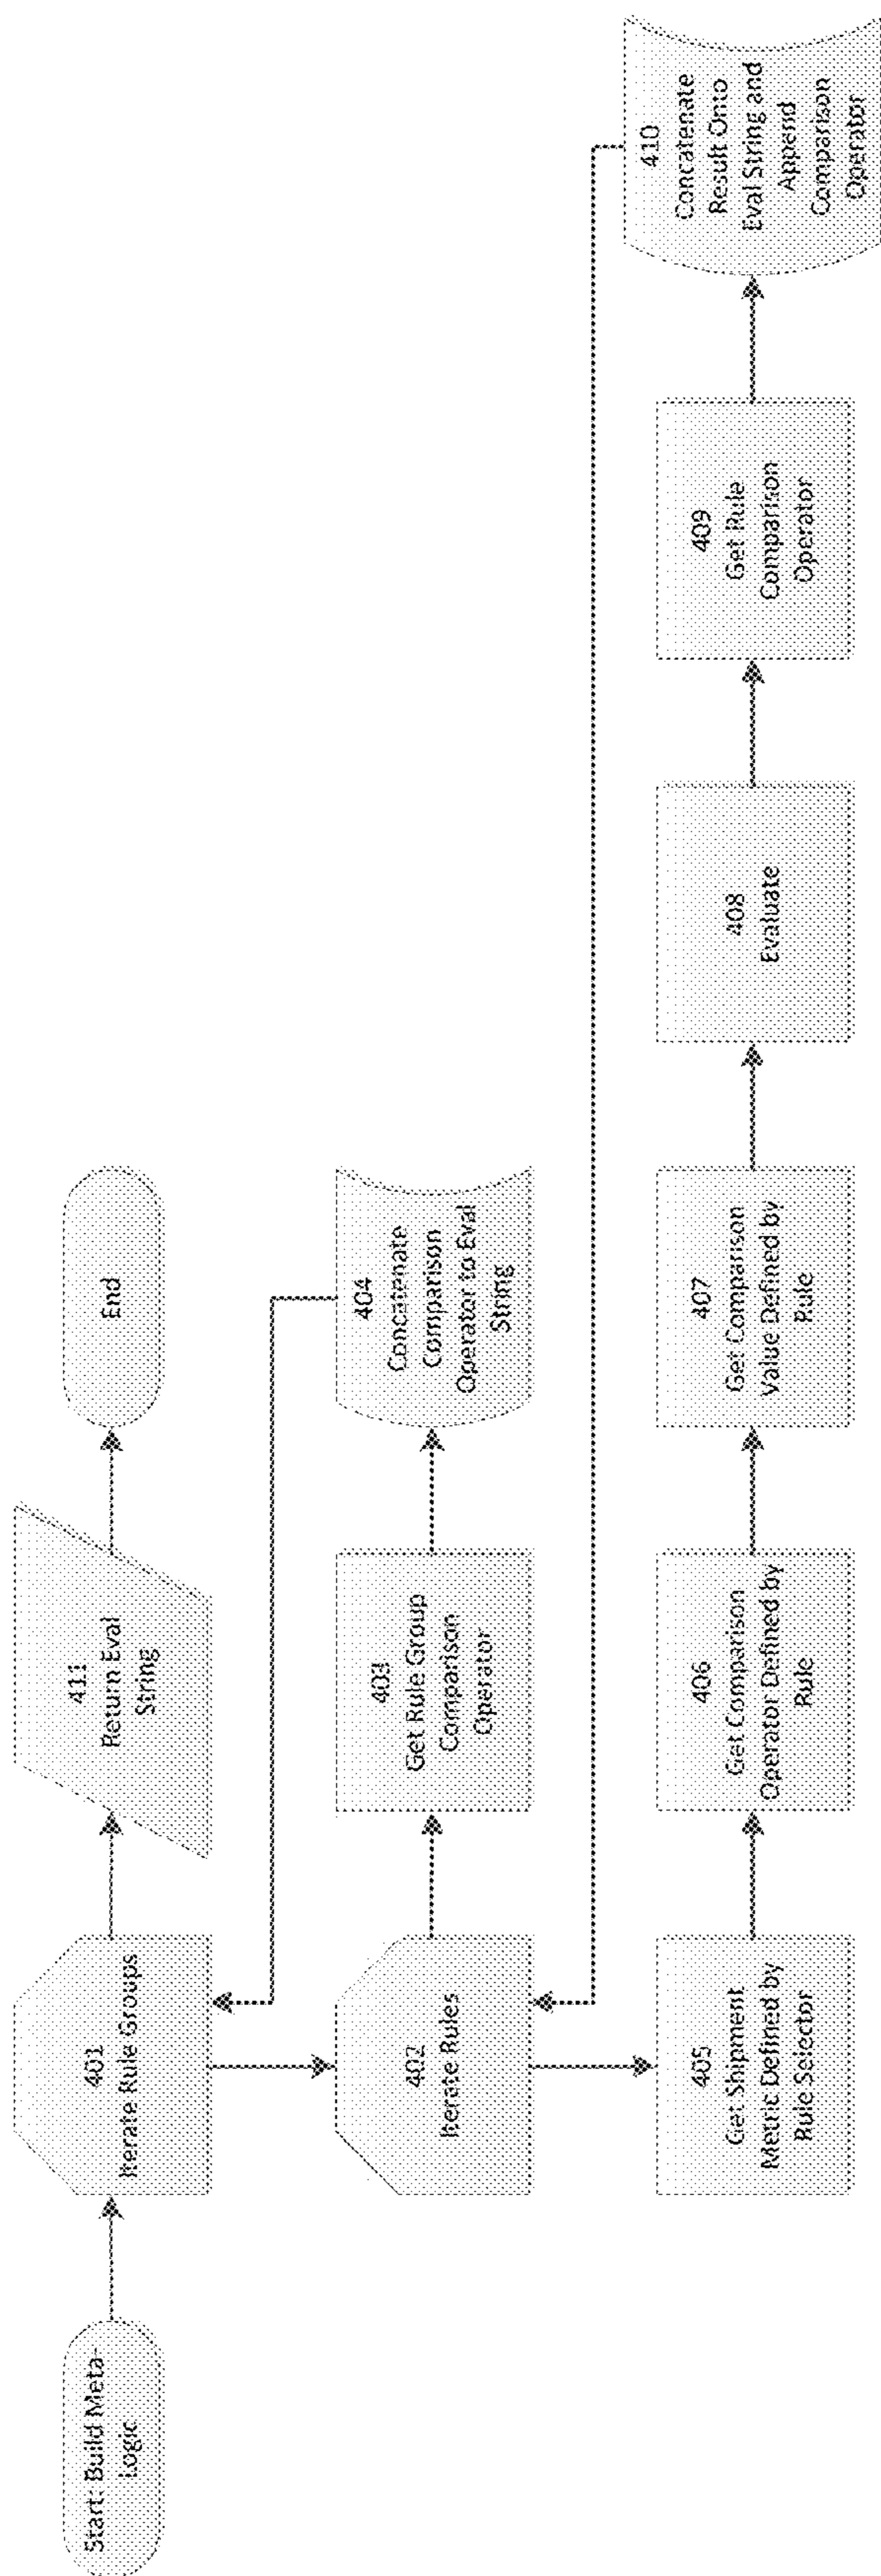 Start: Build Meta-
Logic
401
Iterate Rule Groups
411
Return Eval
String
End
402
Iterate Rules
403
Get Rule Group
Comparison
Operator
404
Concatenate
Comparison
Operator to Eval
String
405
Get Shipment
Metric Defined by
Rule Selector
406
Get Comparison
Operator Defined by
Rule
407
Get Comparison
Value Defined by
Rule
408
Evaluate
409
Get Rule
Comparison
Operator
410
Concatenate
Result Onto
Eval String and
Append
Comparison
Operator